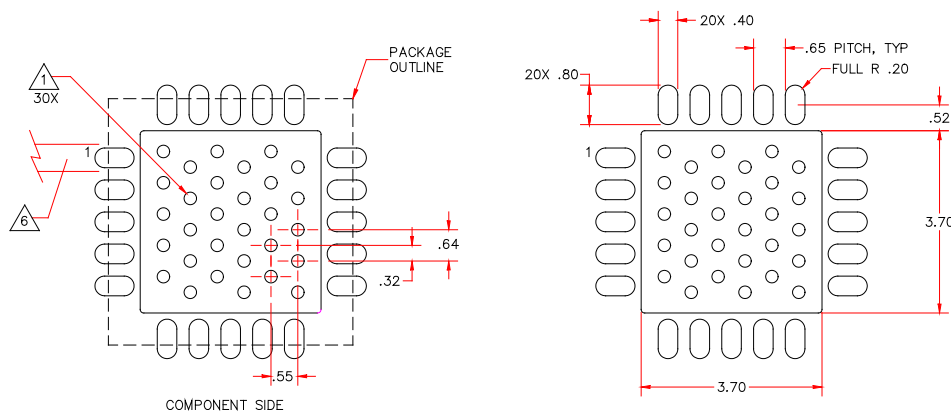 PACKAGE
OUTLINE
1
30X
1
6
.64
.32
.55
COMPONENT SIDE
20X .40
.65 PITCH, TYP
20X .80
FULL R .20
.52
1
3.70
3.70